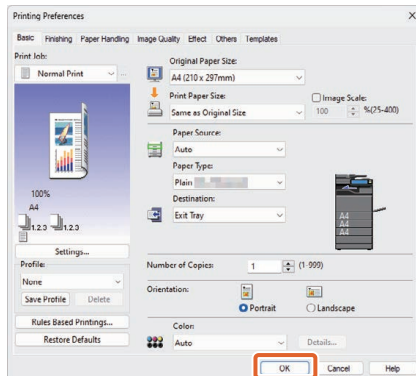 Printing Preferences
Basic Finishing Paper Handling Image Quality Effect Others Templates
Print Job:
Normal Print
100%
A4
1.2.3 1.2.3
Settings...
Profile:
None
Save Profile Delete
Rules Based Printings...
Restore Defaults
Original Paper Size:
A4 (210 x 297mm)
Print Paper Size:
Same as Original Size
Image Scale:
100 %(25-400)
Paper Source:
Auto
Paper Type:
Plain
Destination:
Exit Tray
A4
A4
A4
Number of Copies: 1 (1-999)
Orientation:
Portrait Landscape
Color:
Auto Details...
OK Cancel Help